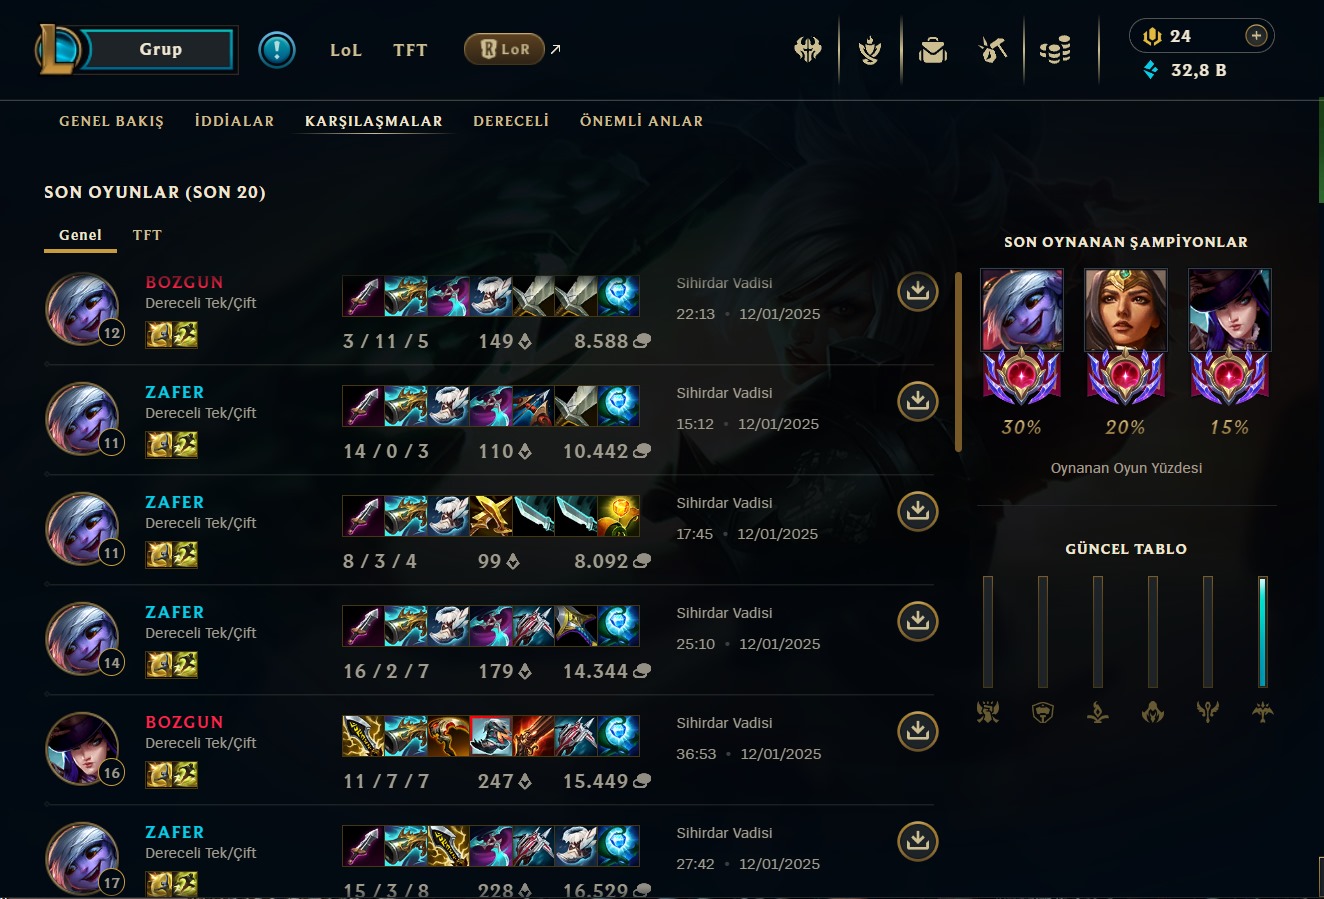 Grup
LoL
TFT
LoR
24
32,8 B
GENEL BAKIŞ
İDDİALAR
KARŞILAŞMALAR
DERECELİ
ÖNEMLİ ANLAR
SON OYUNLAR (SON 20)
Genel
TFT
BOZGUN
Dereceli Tek/Çift
12
3 / 11 / 5
149
8.588
Sihirdar Vadisi
22:13 • 12/01/2025
ZAFER
Dereceli Tek/Çift
11
14 / 0 / 3
110
10.442
Sihirdar Vadisi
15:12 • 12/01/2025
ZAFER
Dereceli Tek/Çift
11
8 / 3 / 4
99
8.092
Sihirdar Vadisi
17:45 • 12/01/2025
ZAFER
Dereceli Tek/Çift
14
16 / 2 / 7
179
14.344
Sihirdar Vadisi
25:10 • 12/01/2025
BOZGUN
Dereceli Tek/Çift
16
11 / 7 / 7
247
15.449
Sihirdar Vadisi
36:53 • 12/01/2025
ZAFER
Dereceli Tek/Çift
17
15 / 3 / 8
228
16.529
Sihirdar Vadisi
27:42 • 12/01/2025
SON OYNANAN ŞAMPİYONLAR
30%
20%
15%
Oynanan Oyun Yüzdesi
GÜNCEL TABLO